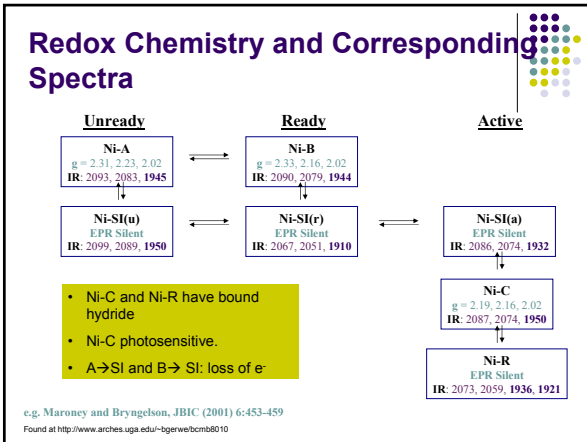 Redox Chemistry and Corresponding
Spectra
Unready
Ready
Active
Ni-A
g = 2.31, 2.23, 2.02
IR: 2093, 2083, 1945
Ni-B
g = 2.33, 2.16, 2.02
IR: 2090, 2079, 1944
Ni-SI(u)
EPR Silent
IR: 2099, 2089, 1950
Ni-SI(r)
EPR Silent
IR: 2067, 2051, 1910
Ni-SI(a)
EPR Silent
IR: 2086, 2074, 1932
Ni-C
g = 2.19, 2.16, 2.02
IR: 2087, 2074, 1950
Ni-R
EPR Silent
IR: 2073, 2059, 1936, 1921
• Ni-C and Ni-R have bound
hydride
• Ni-C photosensitive.
• A→SI and B→ SI: loss of e-
e.g. Maroney and Bryngelson, JBIC (2001) 6:453-459
Found at http://www.arches.uga.edu/~bgerwe/bcmb8010